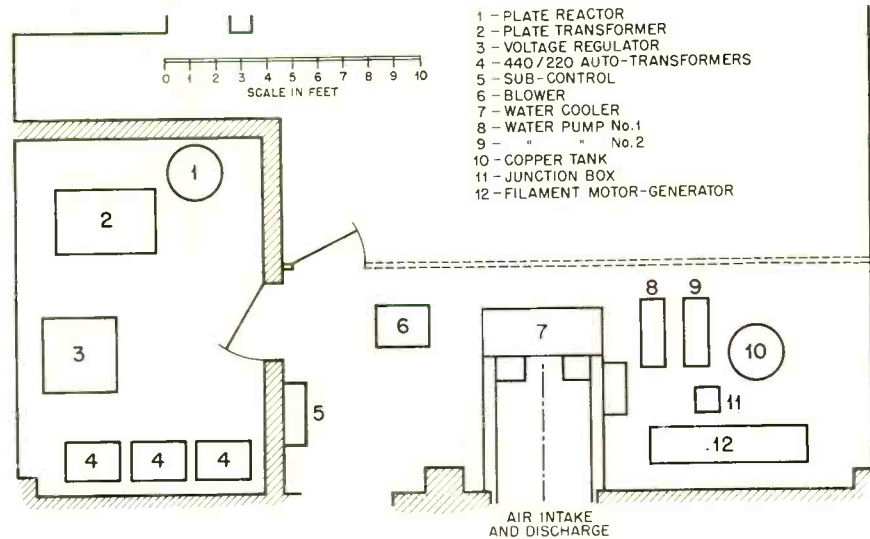 1 - PLATE REACTOR
2 - PLATE TRANSFORMER
3 - VOLTAGE REGULATOR
4 - 440/220 AUTO-TRANSFORMERS
5 - SUB-CONTROL
6 - BLOWER
7 - WATER COOLER
8 - WATER PUMP No.1
9 - " " No.2
10 - COPPER TANK
11 - JUNCTION BOX
12 - FILAMENT MOTOR-GENERATOR
0 1 2 3 4 5 6 7 8 9 10
SCALE IN FEET
1
2
3
4 4 4
5
6
7
8 9
10
11
12
AIR INTAKE
AND DISCHARGE